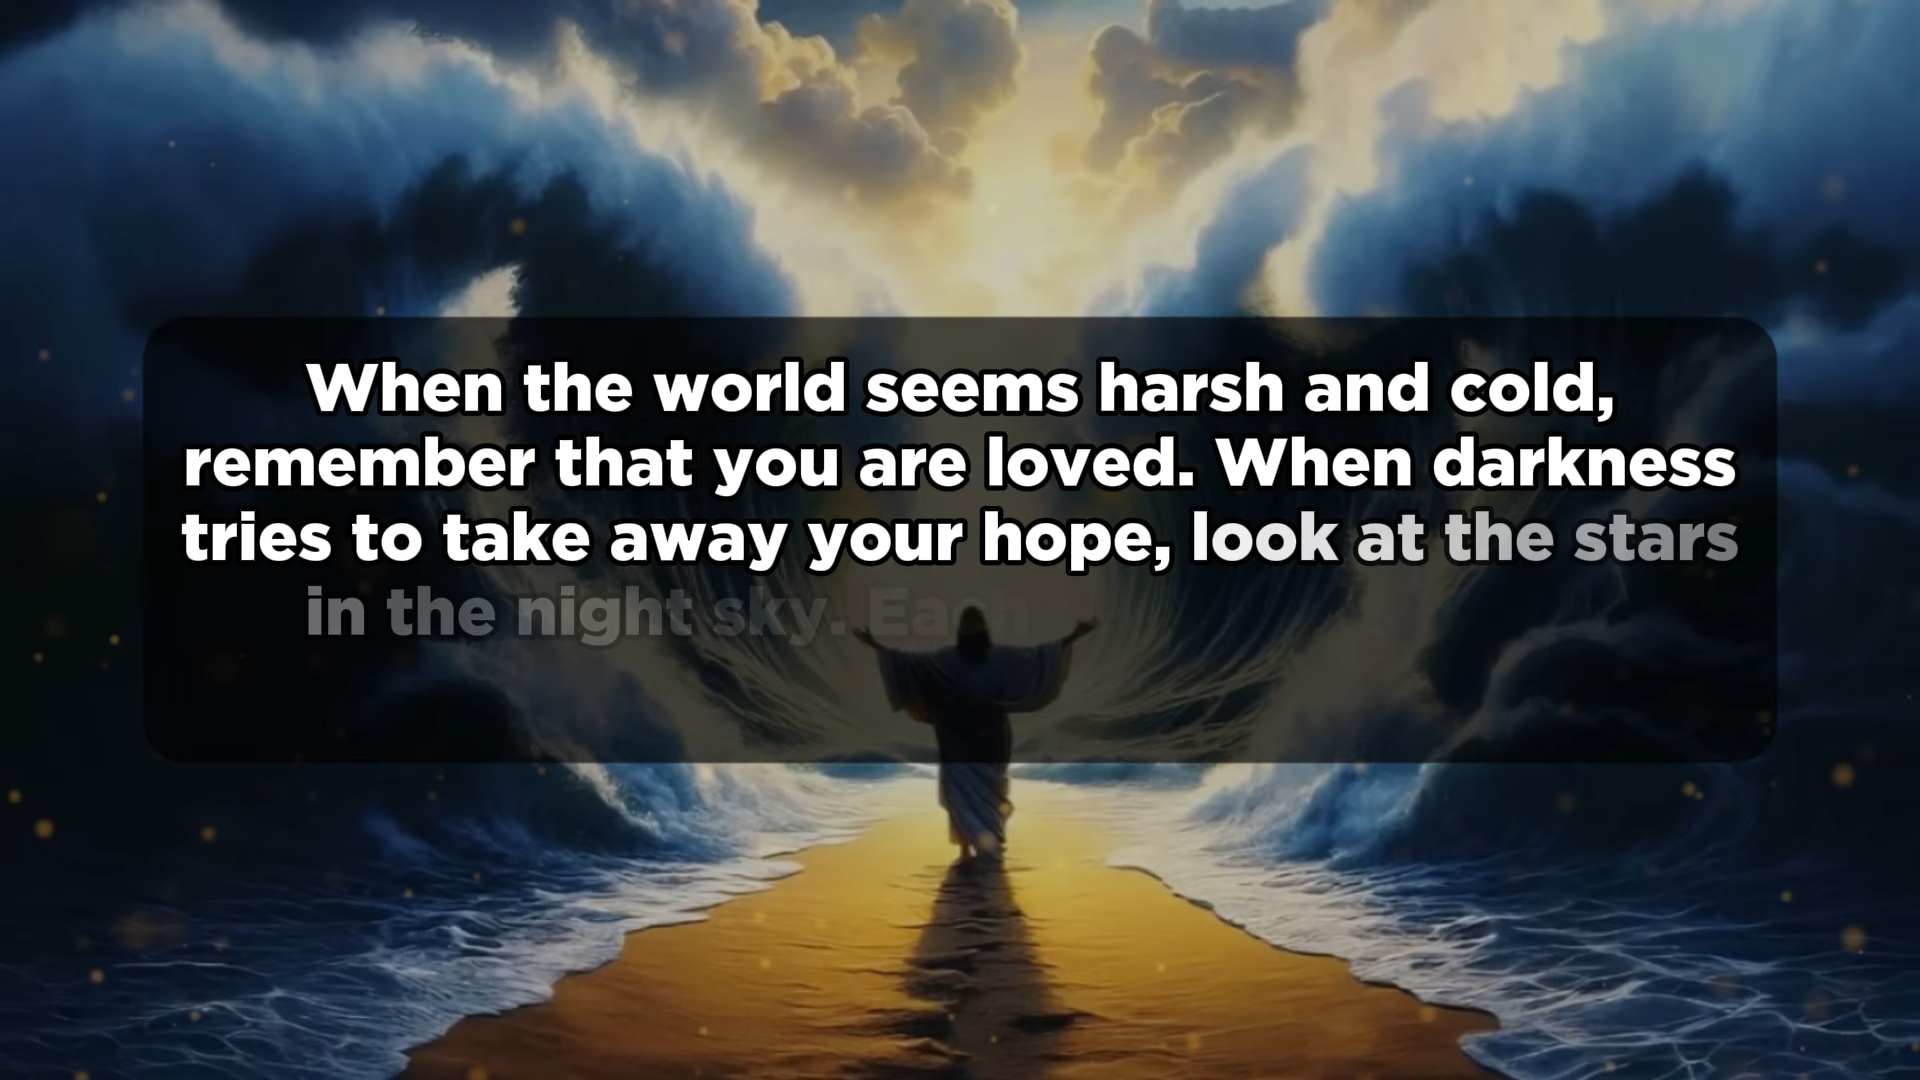 When the world seems harsh and cold,
remember that you are loved. When darkness
tries to take away your hope, look at the stars
in the night sky. Each